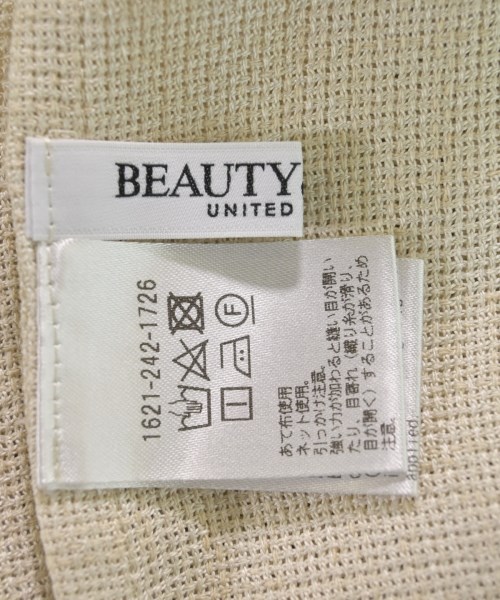 BEAUTY
UNITED
1621-242-1726
F
あて布使用
ネット使用。
引っかけ注意。
強い力が加わると縫い目が開い
たり、目寄れ（織り糸が滑り、
目が開く）することがあるため
注意。
applied.